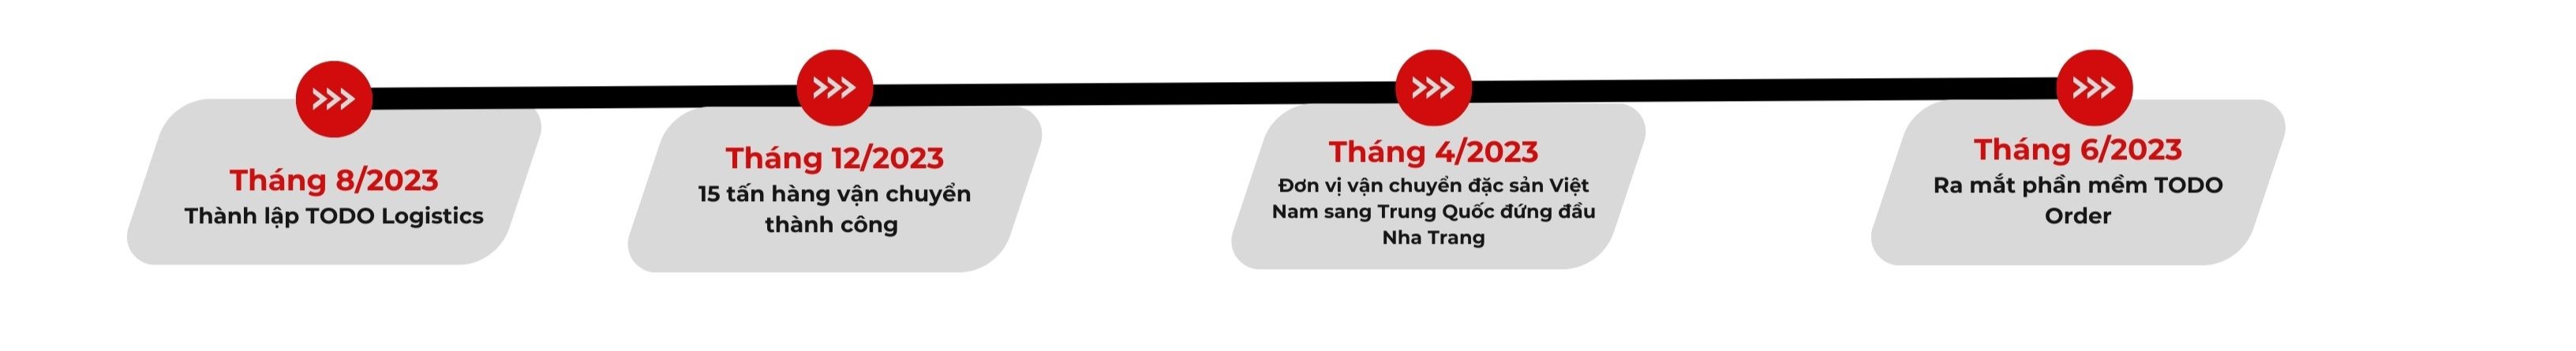 Tháng 8/2023
Thành lập TODO Logistics
Tháng 12/2023
15 tấn hàng vận chuyển
thành công
Tháng 4/2023
Đơn vị vận chuyển đặc sản Việt
Nam sang Trung Quốc đứng đầu
Nha Trang
Tháng 6/2023
Ra mắt phần mềm TODO
Order